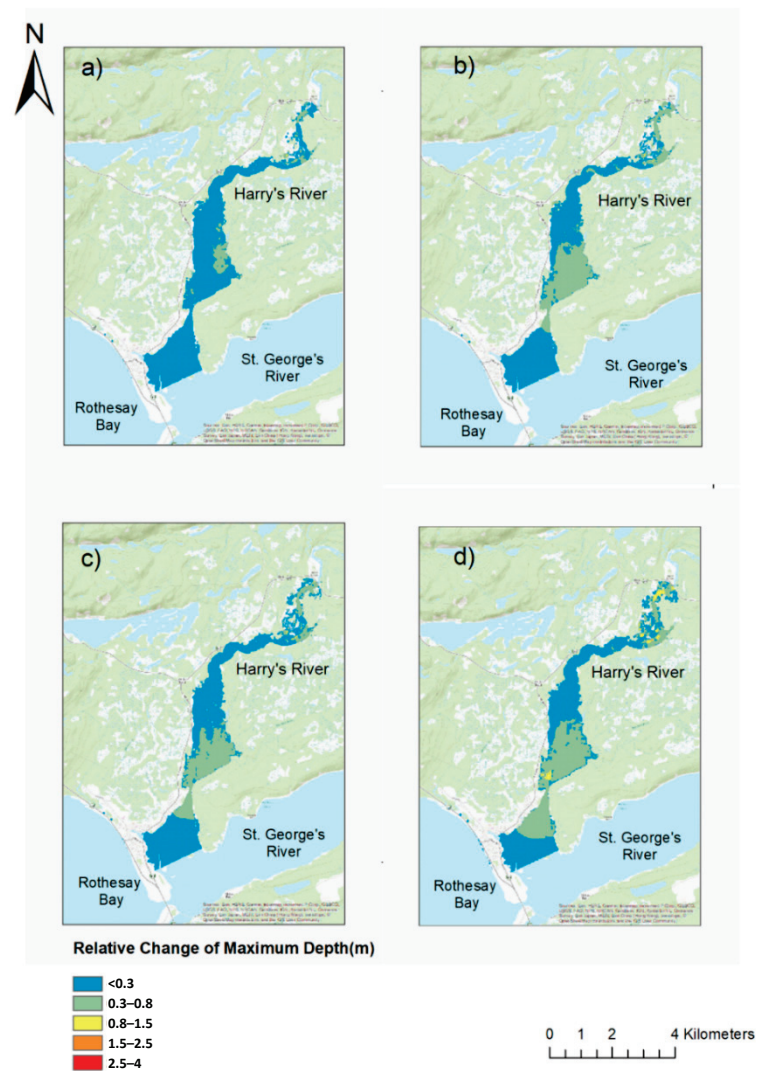 N
a)
b)
Harry's River
Harry's River
St. George's
River
St. George's
River
Rothesay
Bay
Rothesay
Bay
c)
d)
Harry's River
Harry's River
St. George's
River
St. George's
River
Rothesay
Bay
Rothesay
Bay
Relative Change of Maximum Depth(m)
<0.3
0.3–0.8
0.8–1.5
1.5–2.5
2.5–4
0 1 2 4 Kilometers